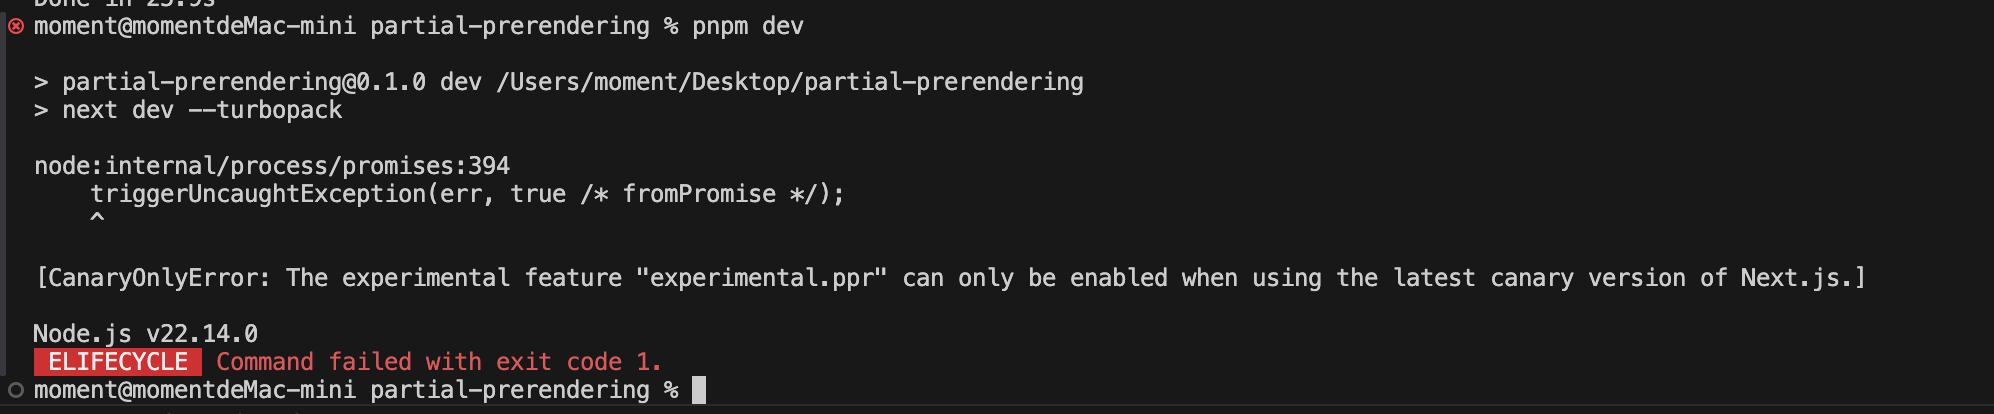 Done in 25.9s
moment@momentdeMac-mini partial-prerendering % pnpm dev
> partial-prerendering@0.1.0 dev /Users/moment/Desktop/partial-prerendering
> next dev --turbopack
node:internal/process/promises:394
triggerUncaughtException(err, true /* fromPromise */);
^
[CanaryOnlyError: The experimental feature "experimental.ppr" can only be enabled when using the latest canary version of Next.js.]
Node.js v22.14.0
ELIFECYCLE Command failed with exit code 1.
moment@momentdeMac-mini partial-prerendering %